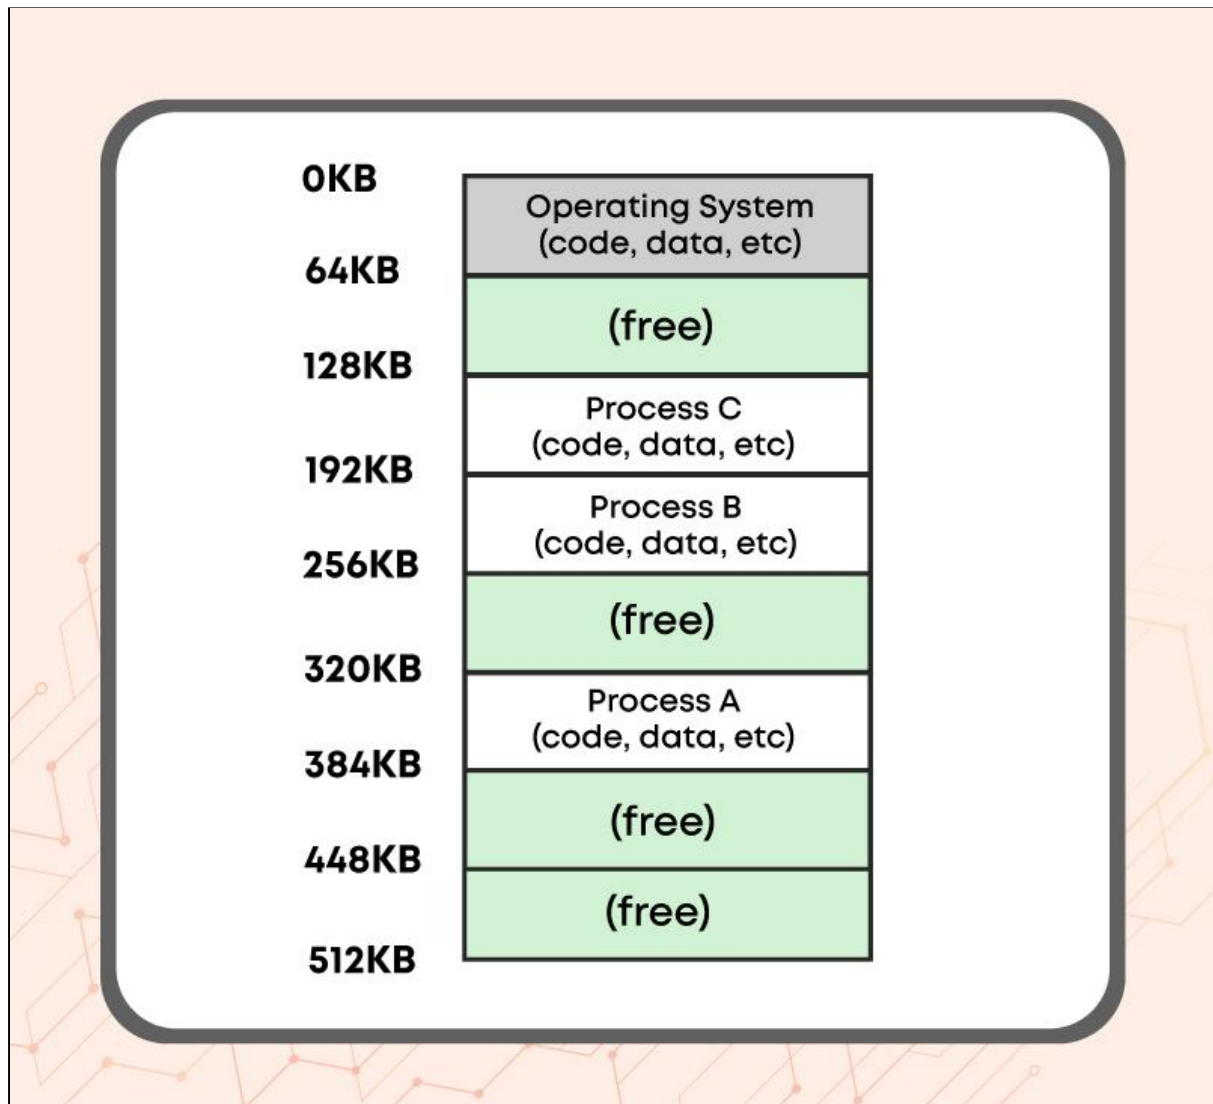 0KB
Operating System
(code, data, etc)
64KB
(free)
128KB
Process C
(code, data, etc)
192KB
Process B
(code, data, etc)
256KB
(free)
320KB
Process A
(code, data, etc)
384KB
(free)
448KB
(free)
512KB